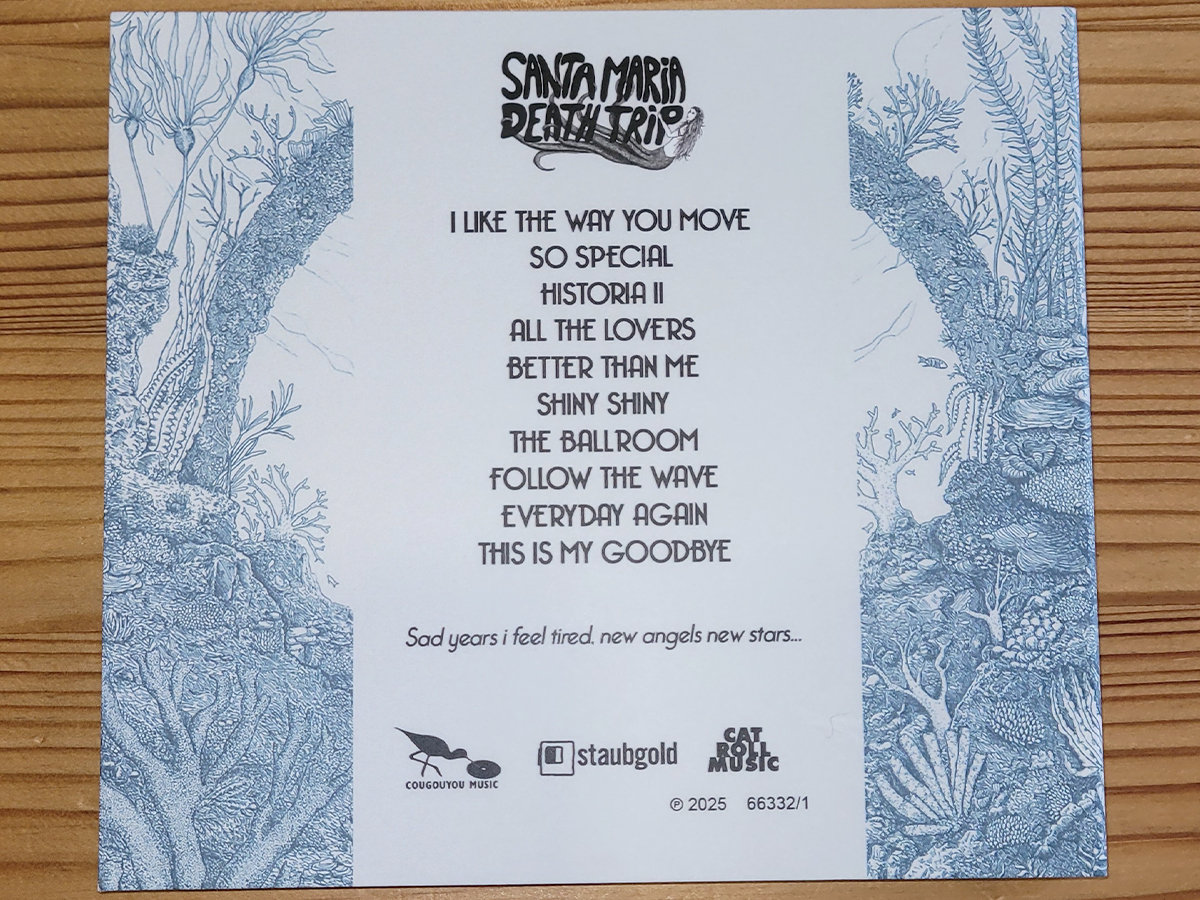 SANTA MARIA
DEATH TRIO
I LIKE THE WAY YOU MOVE
SO SPECIAL
HISTORIA II
ALL THE LOVERS
BETTER THAN ME
SHINY SHINY
THE BALLROOM
FOLLOW THE WAVE
EVERYDAY AGAIN
THIS IS MY GOODBYE
Sad years i feel tired. new angels new stars...
COUGOUYOU MUSIC
staubgold
CAT
ROLL
MUSIC
℗ 2025 66332/1